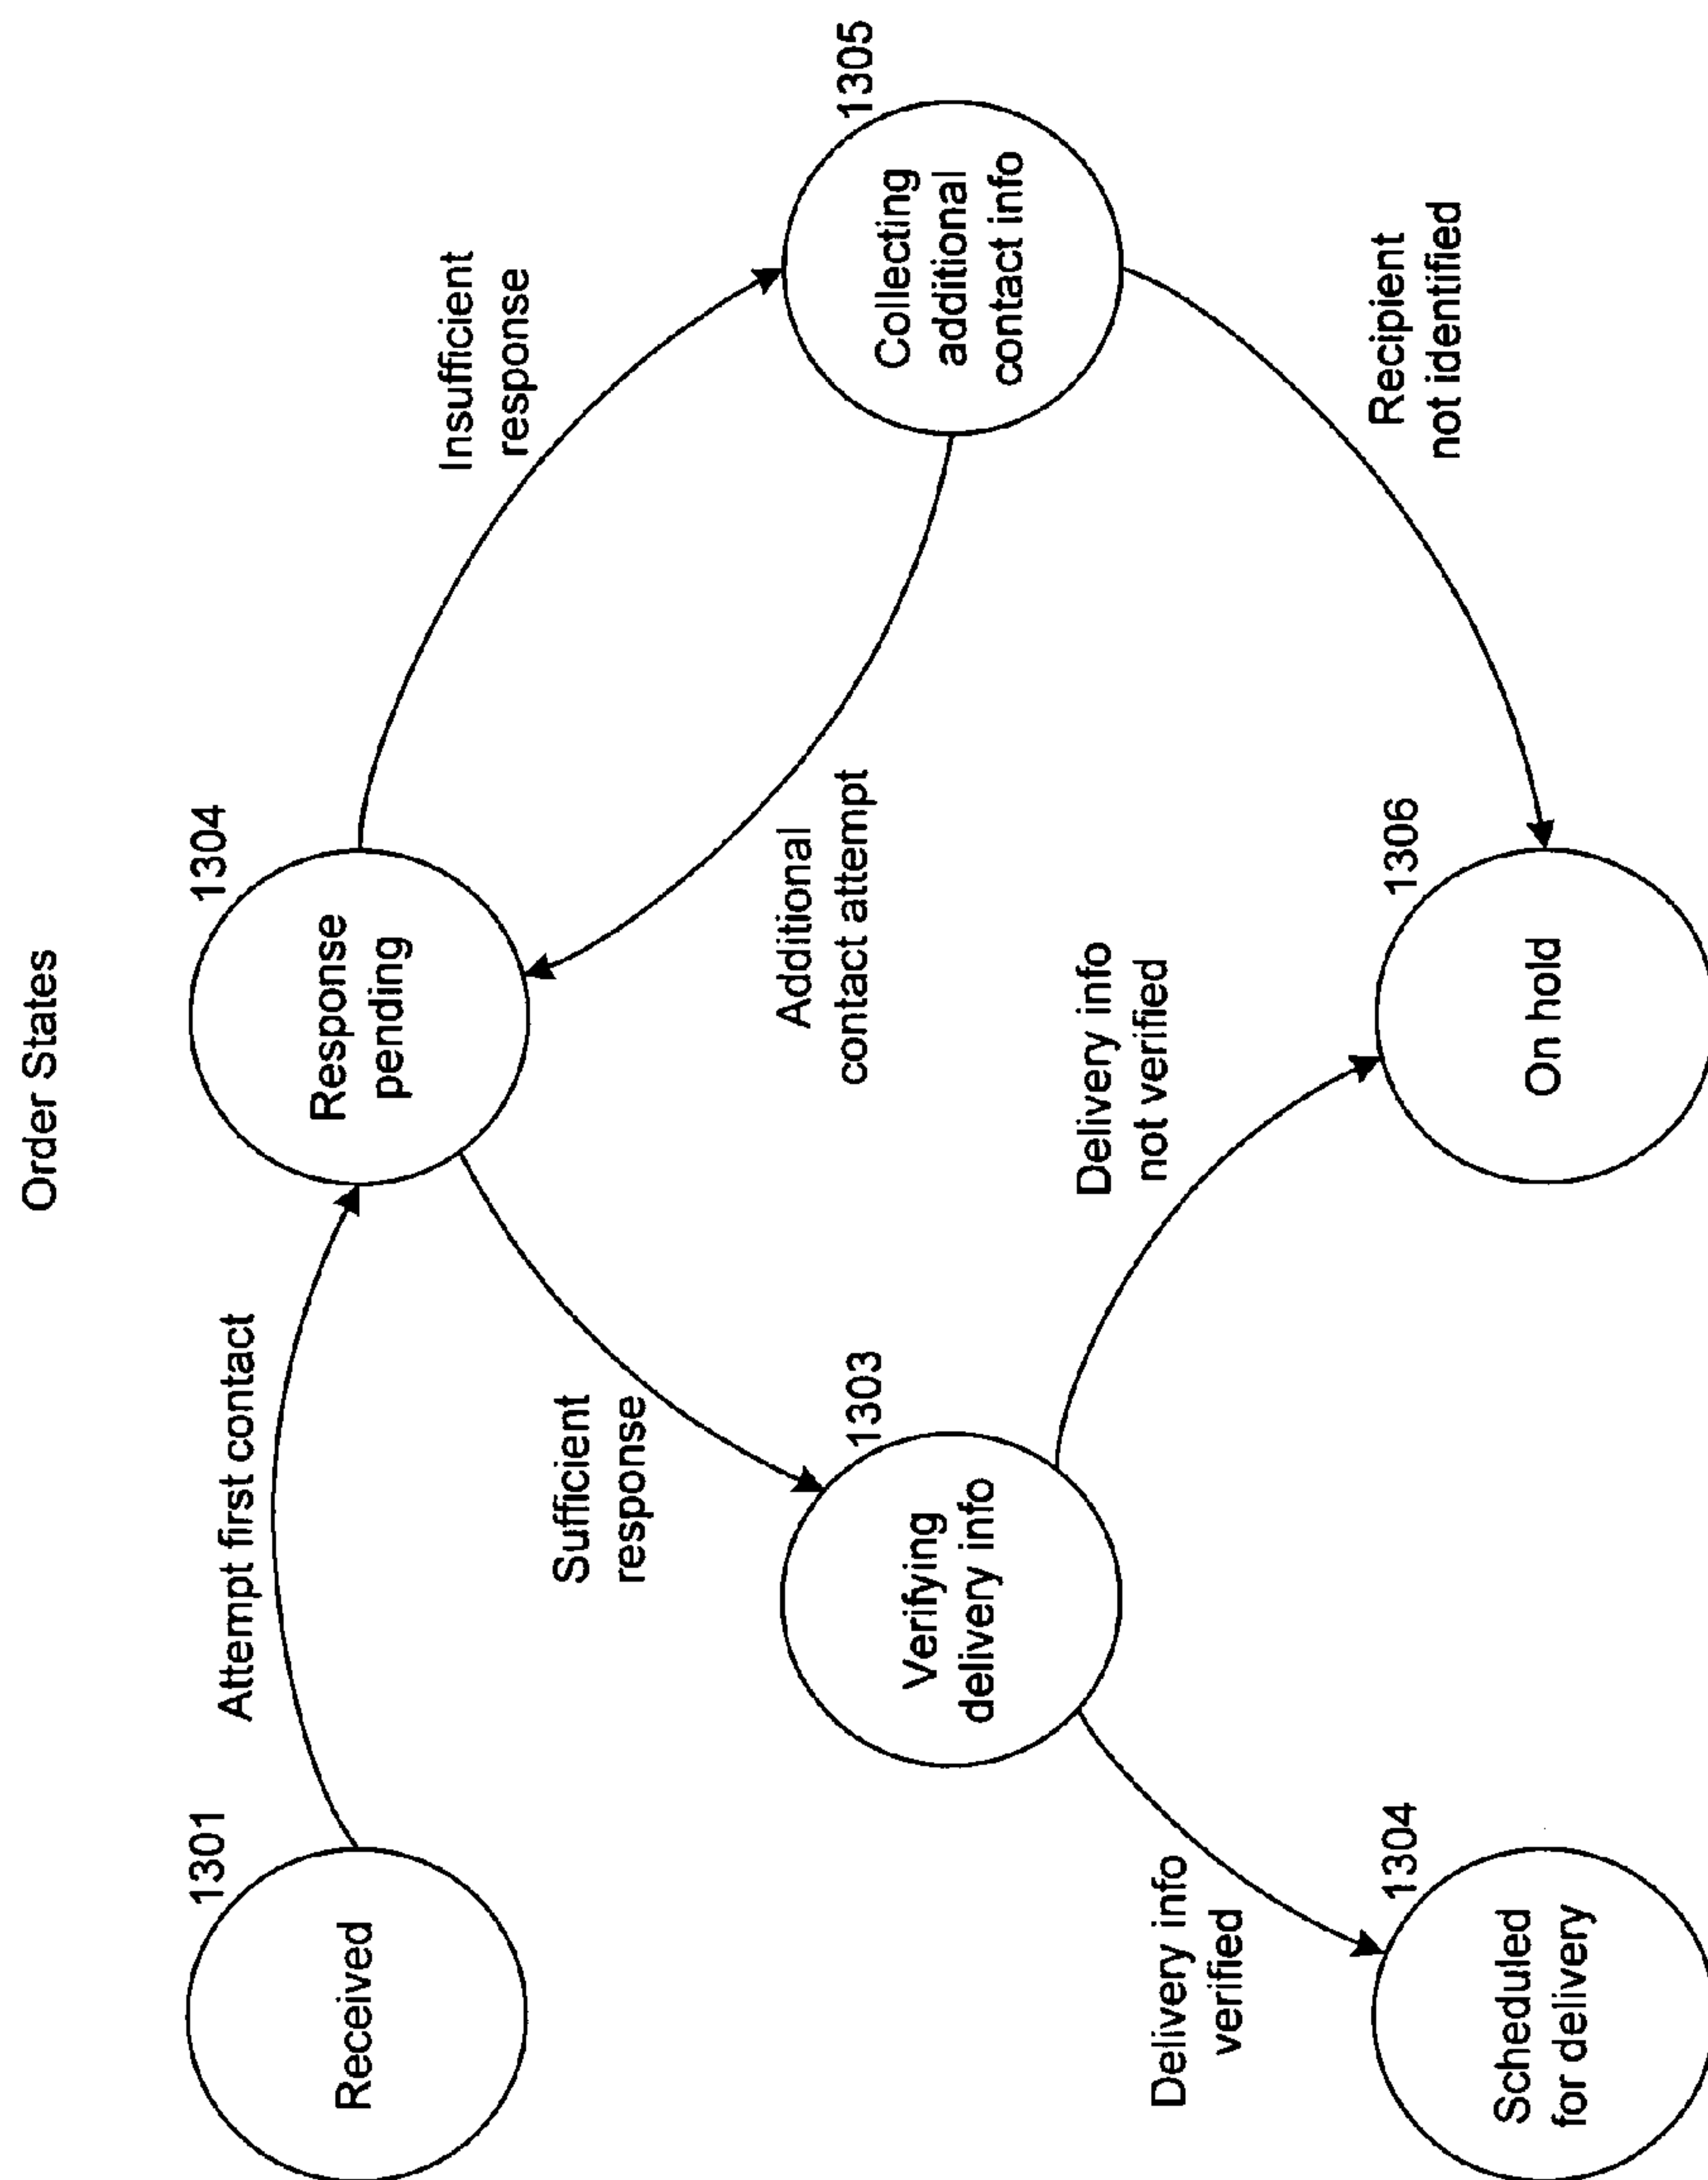 Order States
1301
Received
Attempt first contact
1304
Response
pending
Insufficient
response
Sufficient
response
Additional
contact attempt
1303
Verifying
delivery info
1305
Collecting
additional
contact info
Delivery info
verified
Delivery info
not verified
Recipient
not identified
1304
Scheduled
for delivery
1306
On hold